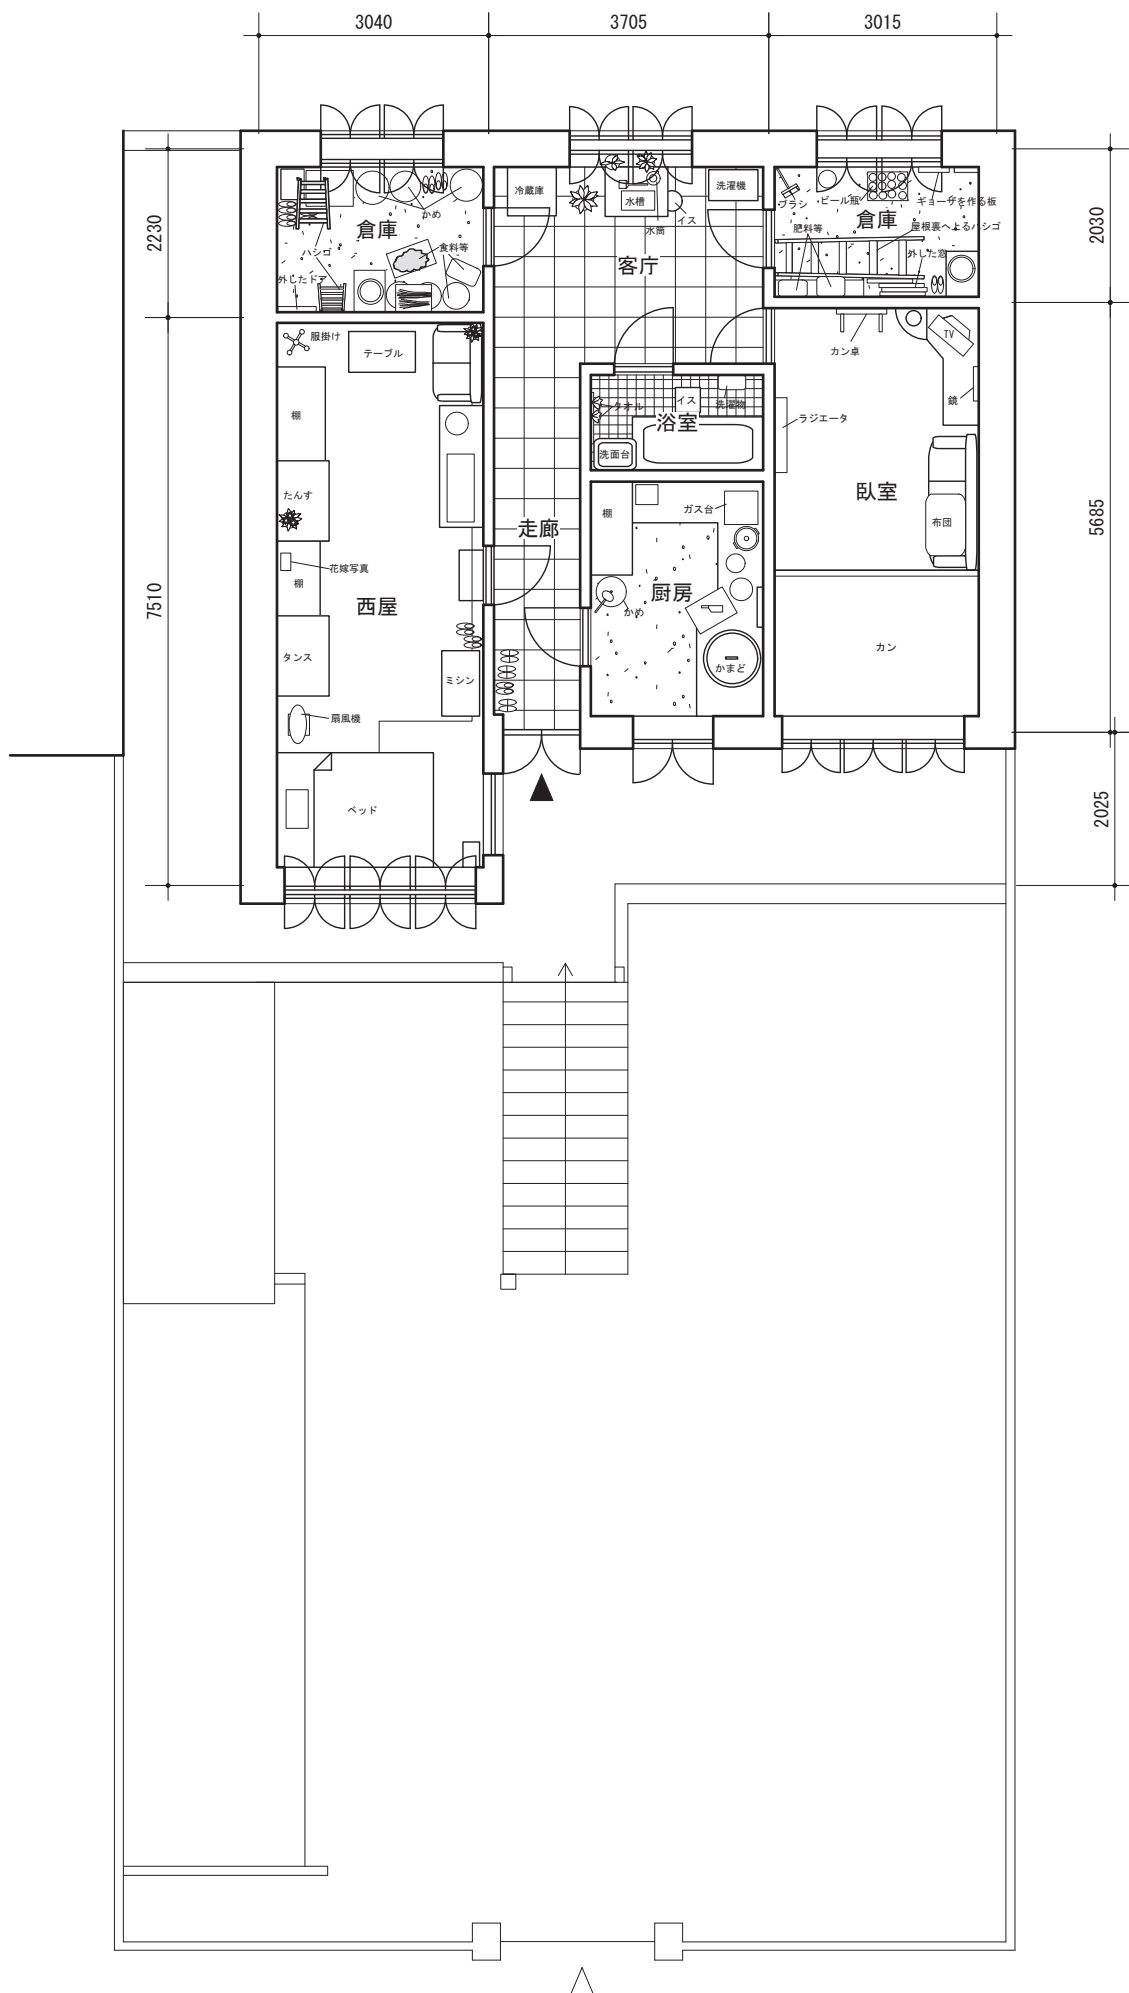 3040
3705
3015
2230
7510
2030
5685
2025
倉庫
かめ
ハシゴ
食料等
外したドア
冷蔵庫
水槽
イス
水筒
洗濯機
客厅
ブラシ
ビール瓶
ギョーザを作る板
倉庫
肥料等
屋根裏へよるハシゴ
外した窓
服掛け
テーブル
棚
たんす
花嫁写真
棚
西屋
タンス
ミシン
扇風機
ベッド
走廊
タオル
イス
洗濯物
浴室
洗面台
棚
ガス台
厨房
かめ
かまど
カン卓
TV
鏡
ラジエータ
臥室
布団
カン